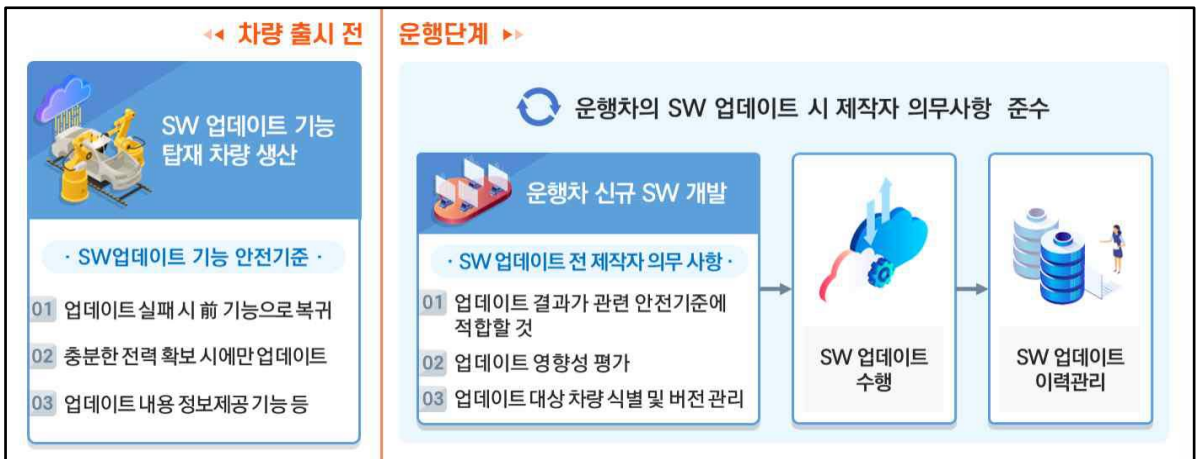 ◀◀ 차량 출시 전
SW 업데이트 기능
탑재 차량 생산
· SW업데이트 기능 안전기준 ·
01 업데이트 실패 시 前 기능으로 복귀
02 충분한 전력 확보 시에만 업데이트
03 업데이트 내용 정보제공 기능 등
운행단계 ▶▶
운행차의 SW 업데이트 시 제작자 의무사항 준수
운행차 신규 SW 개발
· SW 업데이트 전 제작자 의무 사항 ·
01 업데이트 결과가 관련 안전기준에
적합할 것
02 업데이트 영향성 평가
03 업데이트 대상 차량 식별 및 버전 관리
SW 업데이트
수행
SW 업데이트
이력관리